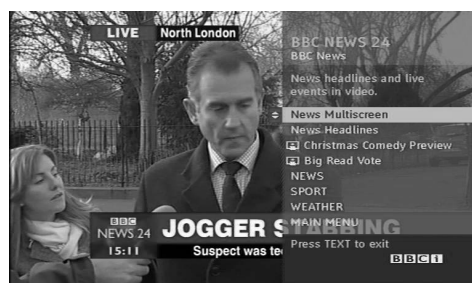 LIVE North London
BBC NEWS 24
BBC News
News headlines and live
events in video.
News Multiscreen
News Headlines
Christmas Comedy Preview
Big Read Vote
NEWS
SPORT
WEATHER
MAIN MENU
Press TEXT to exit
BBCi
BBC
NEWS 24
15:11
JOGGER STABBING
Suspect was